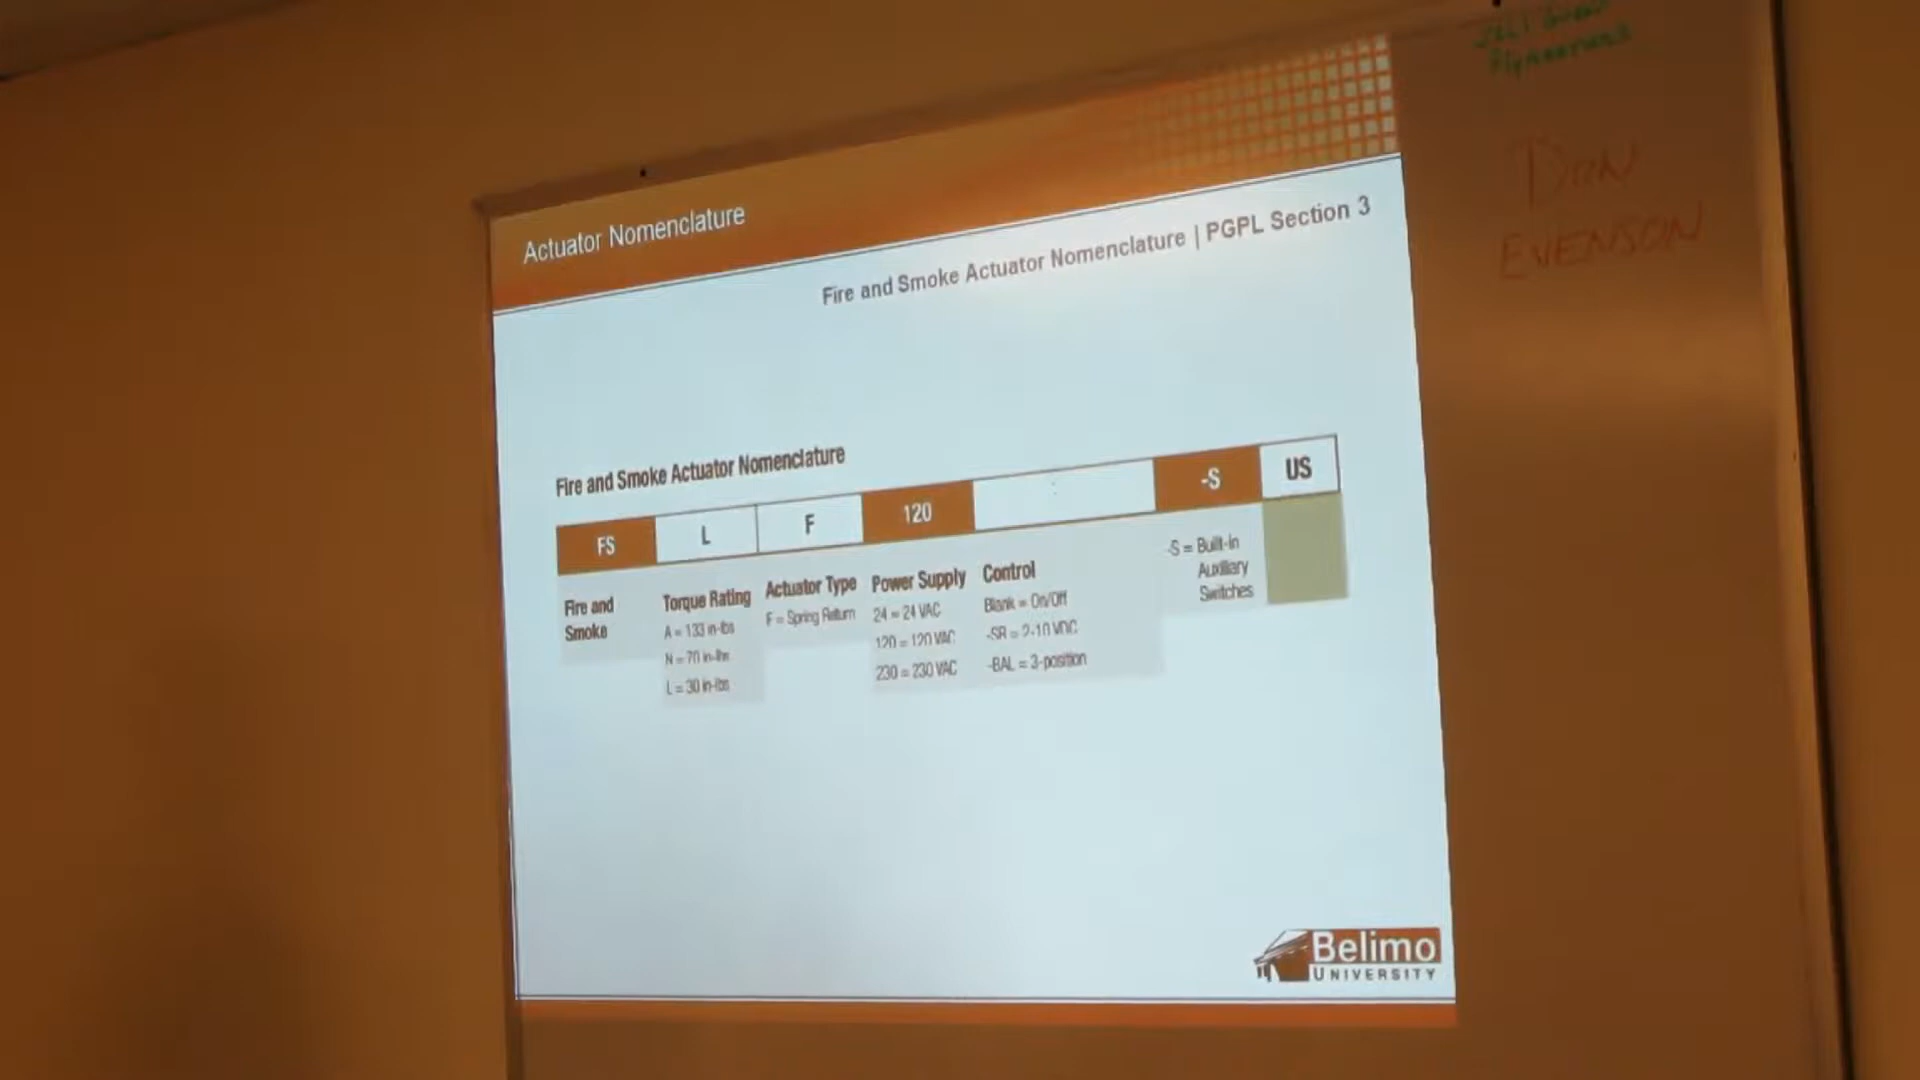 Actuator Nomenclature
Fire and Smoke Actuator Nomenclature | PGPL Section 3
Fire and Smoke Actuator Nomenclature
FS L F 120 -S US
Fire and
Smoke
Torque Rating
A = 133 in-lbs
N = 70 in-lbs
L = 30 in-lbs
Actuator Type
F = Spring Return
Power Supply
24 = 24 VAC
120 = 120 VAC
230 = 230 VAC
Control
Blank = On/Off
-SR = 2-10 VDC
-BAL = 3-position
-S = Built-in
Auxiliary
Switches
Belimo
UNIVERSITY
DON
EVENSON